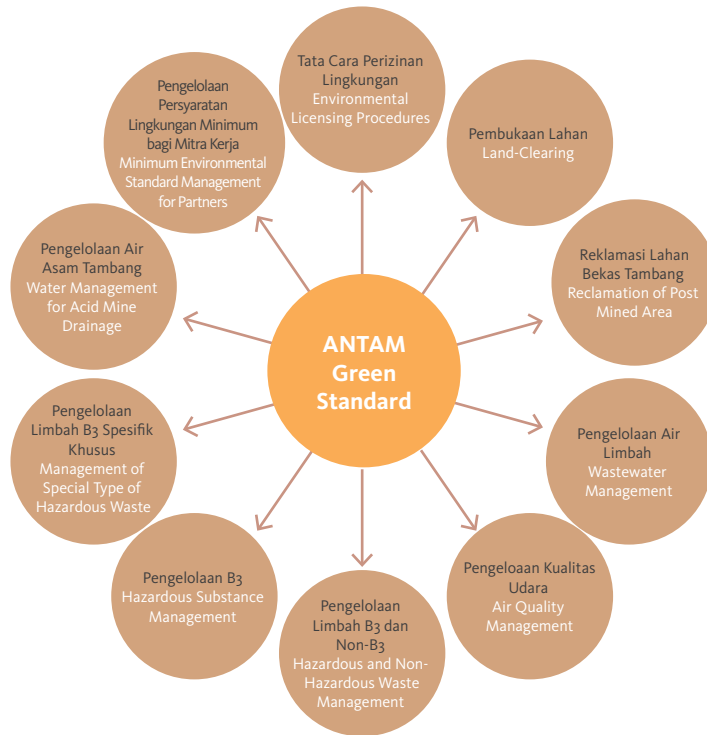 Tata Cara Perizinan
Lingkungan
Environmental
Licensing Procedures
Pembukaan Lahan
Land-Clearing
Reklamasi Lahan
Bekas Tambang
Reclamation of Post
Mined Area
Pengelolaan Air
Limbah
Wastewater
Management
Pengeloaan Kualitas
Udara
Air Quality
Management
Pengelolaan
Limbah B3 dan
Non-B3
Hazardous and Non-
Hazardous Waste
Management
Pengelolaan B3
Hazardous Substance
Management
Pengelolaan
Limbah B3 Spesifik
Khusus
Management of
Special Type of
Hazardous Waste
Pengelolaan Air
Asam Tambang
Water Management
for Acid Mine
Drainage
Pengelolaan
Persyaratan
Lingkungan Minimum
bagi Mitra Kerja
Minimum Environmental
Standard Management
for Partners
ANTAM
Green
Standard